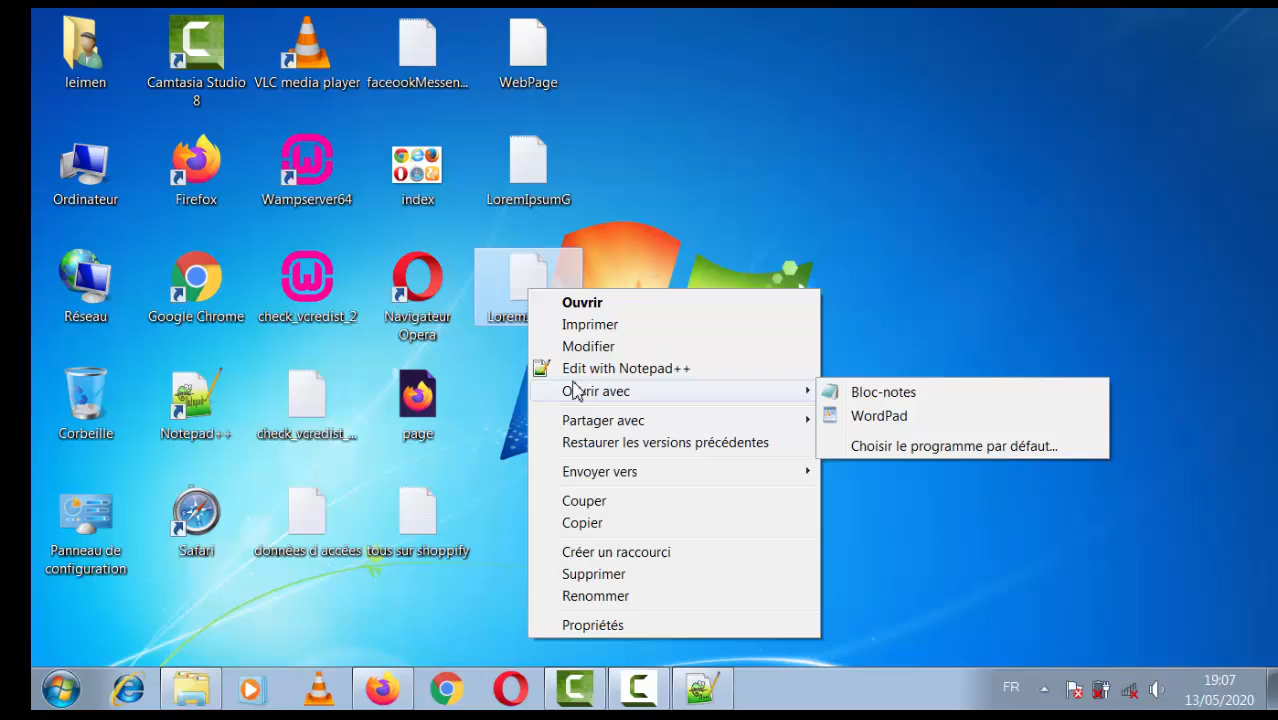 leimen
Camtasia Studio
8
VLC media player
faceookMessen...
WebPage
Ordinateur
Firefox
Wampserver64
index
LoremIpsumG
Réseau
Google Chrome
check_vcredist_2
Navigateur
Opera
Corbeille
Notepad++
check_vcredist_...
page
Panneau de
configuration
Safari
données d accées
tous sur shoppify
Ouvrir
Imprimer
Modifier
Edit with Notepad++
Ouvrir avec
Partager avec
Restaurer les versions précédentes
Envoyer vers
Couper
Copier
Créer un raccourci
Supprimer
Renommer
Propriétés
Bloc-notes
WordPad
Choisir le programme par défaut...
FR
19:07
13/05/2020